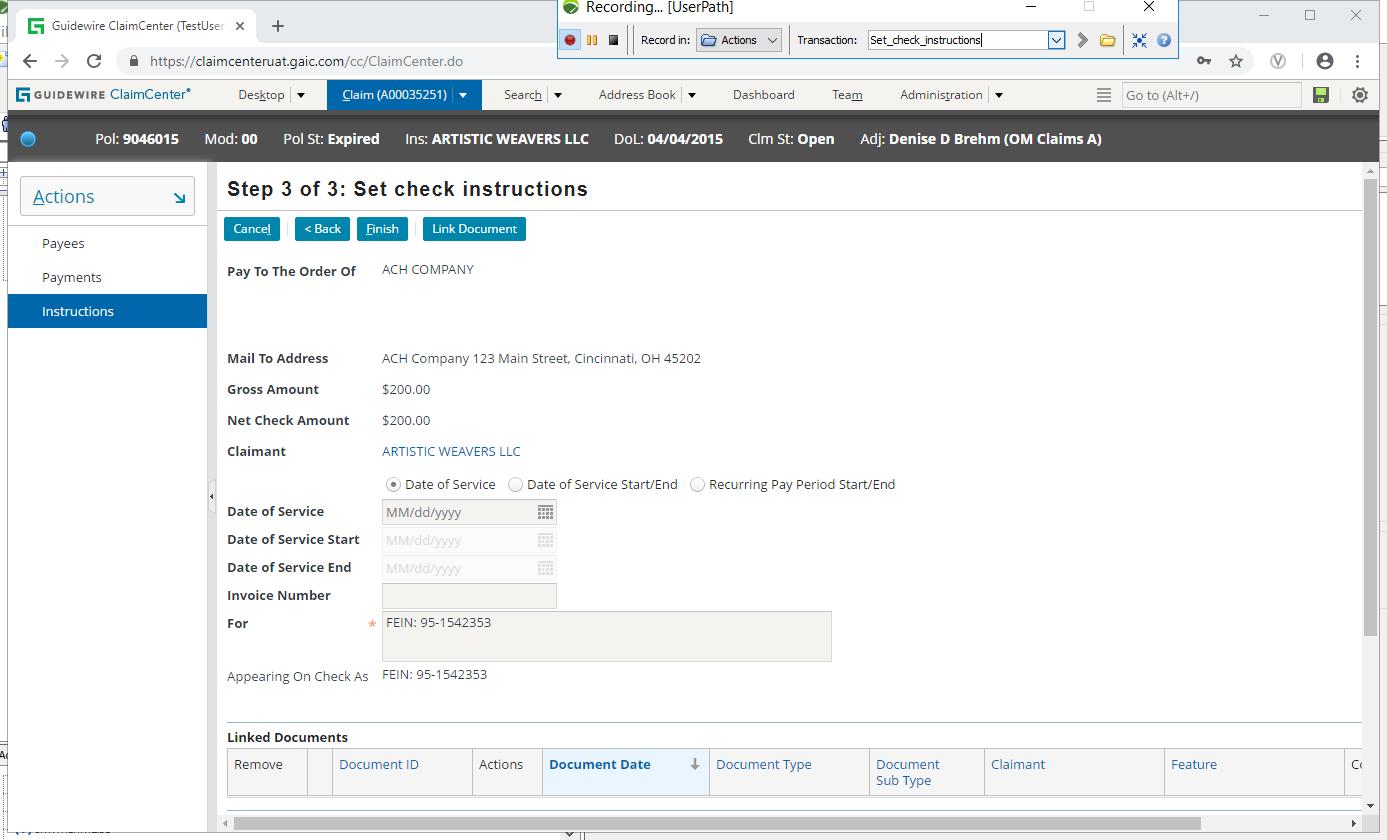 Guidewire ClaimCenter (TestUser
Recording... [UserPath]
Record in: Actions Transaction: Set_check_instructions
https://claimcenteruat.gaic.com/cc/ClaimCenter.do
GUIDEWIRE ClaimCenter® Desktop Claim (A00035251) Search Address Book Dashboard Team Administration Go to (Alt+/)
Pol: 9046015 Mod: 00 Pol St: Expired Ins: ARTISTIC WEAVERS LLC DoL: 04/04/2015 Clm St: Open Adj: Denise D Brehm (OM Claims A)
Actions
Payees
Payments
Instructions
Step 3 of 3: Set check instructions
Cancel < Back Finish Link Document
Pay To The Order Of ACH COMPANY
Mail To Address ACH Company 123 Main Street, Cincinnati, OH 45202
Gross Amount $200.00
Net Check Amount $200.00
Claimant ARTISTIC WEAVERS LLC
Date of Service Date of Service Start/End Recurring Pay Period Start/End
Date of Service MM/dd/yyyy
Date of Service Start MM/dd/yyyy
Date of Service End MM/dd/yyyy
Invoice Number
For * FEIN: 95-1542353
Appearing On Check As FEIN: 95-1542353
Linked Documents
Remove Document ID Actions Document Date Document Type Document Sub Type Claimant Feature